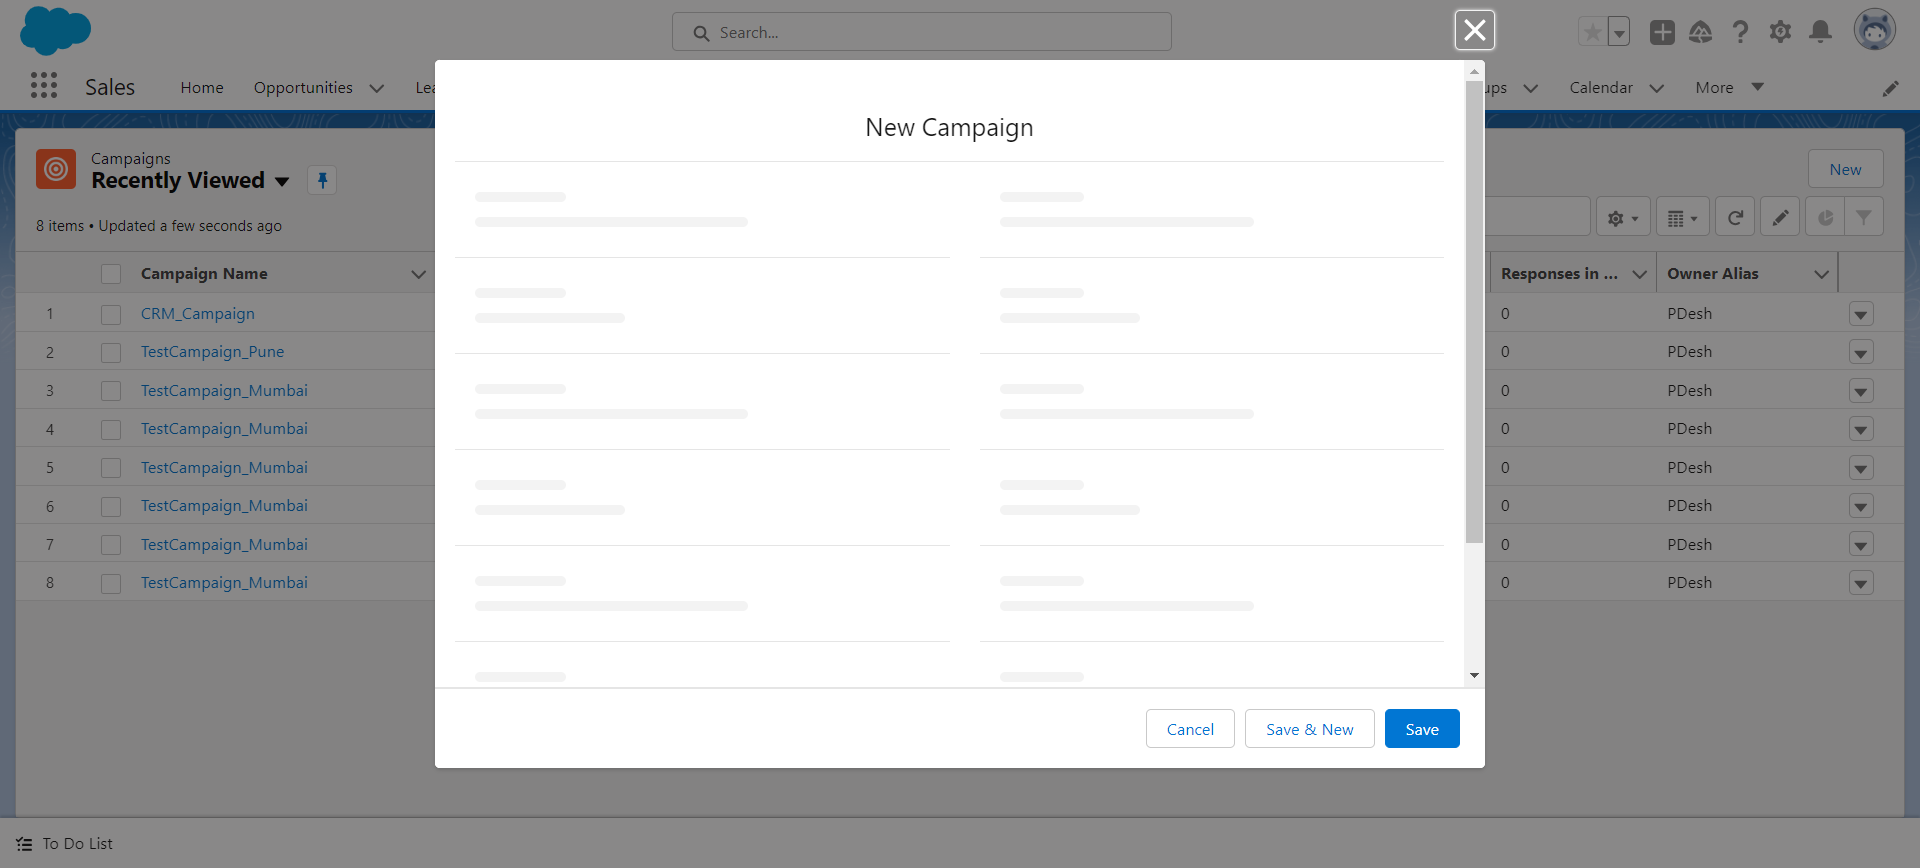 Search...
Sales
Home
Opportunities
Lea
ups
Calendar
More
Campaigns
Recently Viewed
New
8 items • Updated a few seconds ago
New Campaign
Campaign Name
Responses in ...
Owner Alias
1
CRM_Campaign
0
PDesh
2
TestCampaign_Pune
0
PDesh
3
TestCampaign_Mumbai
0
PDesh
4
TestCampaign_Mumbai
0
PDesh
5
TestCampaign_Mumbai
0
PDesh
6
TestCampaign_Mumbai
0
PDesh
7
TestCampaign_Mumbai
0
PDesh
8
TestCampaign_Mumbai
0
PDesh
Cancel
Save & New
Save
To Do List